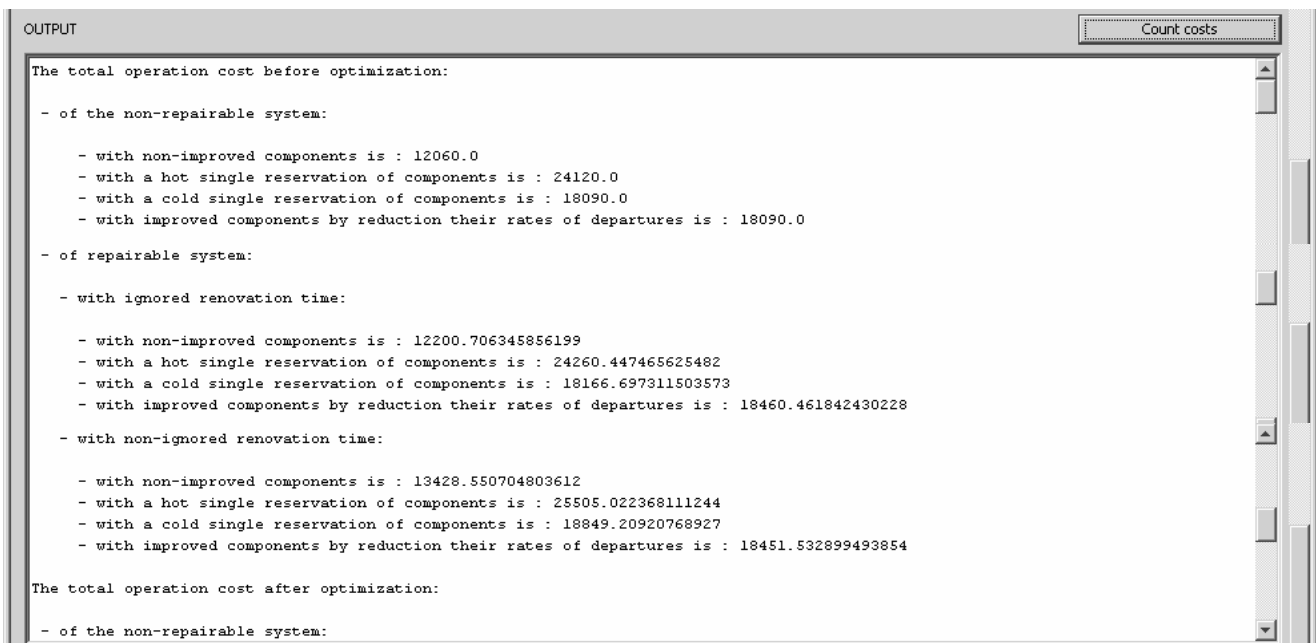 OUTPUT
Count costs
The total operation cost before optimization:
- of the non-repairable system:
- with non-improved components is : 12060.0
- with a hot single reservation of components is : 24120.0
- with a cold single reservation of components is : 18090.0
- with improved components by reduction their rates of departures is : 18090.0
- of repairable system:
- with ignored renovation time:
- with non-improved components is : 12200.706345856199
- with a hot single reservation of components is : 24260.447465625482
- with a cold single reservation of components is : 18166.697311503573
- with improved components by reduction their rates of departures is : 18460.461842430228
- with non-ignored renovation time:
- with non-improved components is : 13428.550704803612
- with a hot single reservation of components is : 25505.022368111244
- with a cold single reservation of components is : 18849.20920768927
- with improved components by reduction their rates of departures is : 18451.532899493854
The total operation cost after optimization:
- of the non-repairable system: